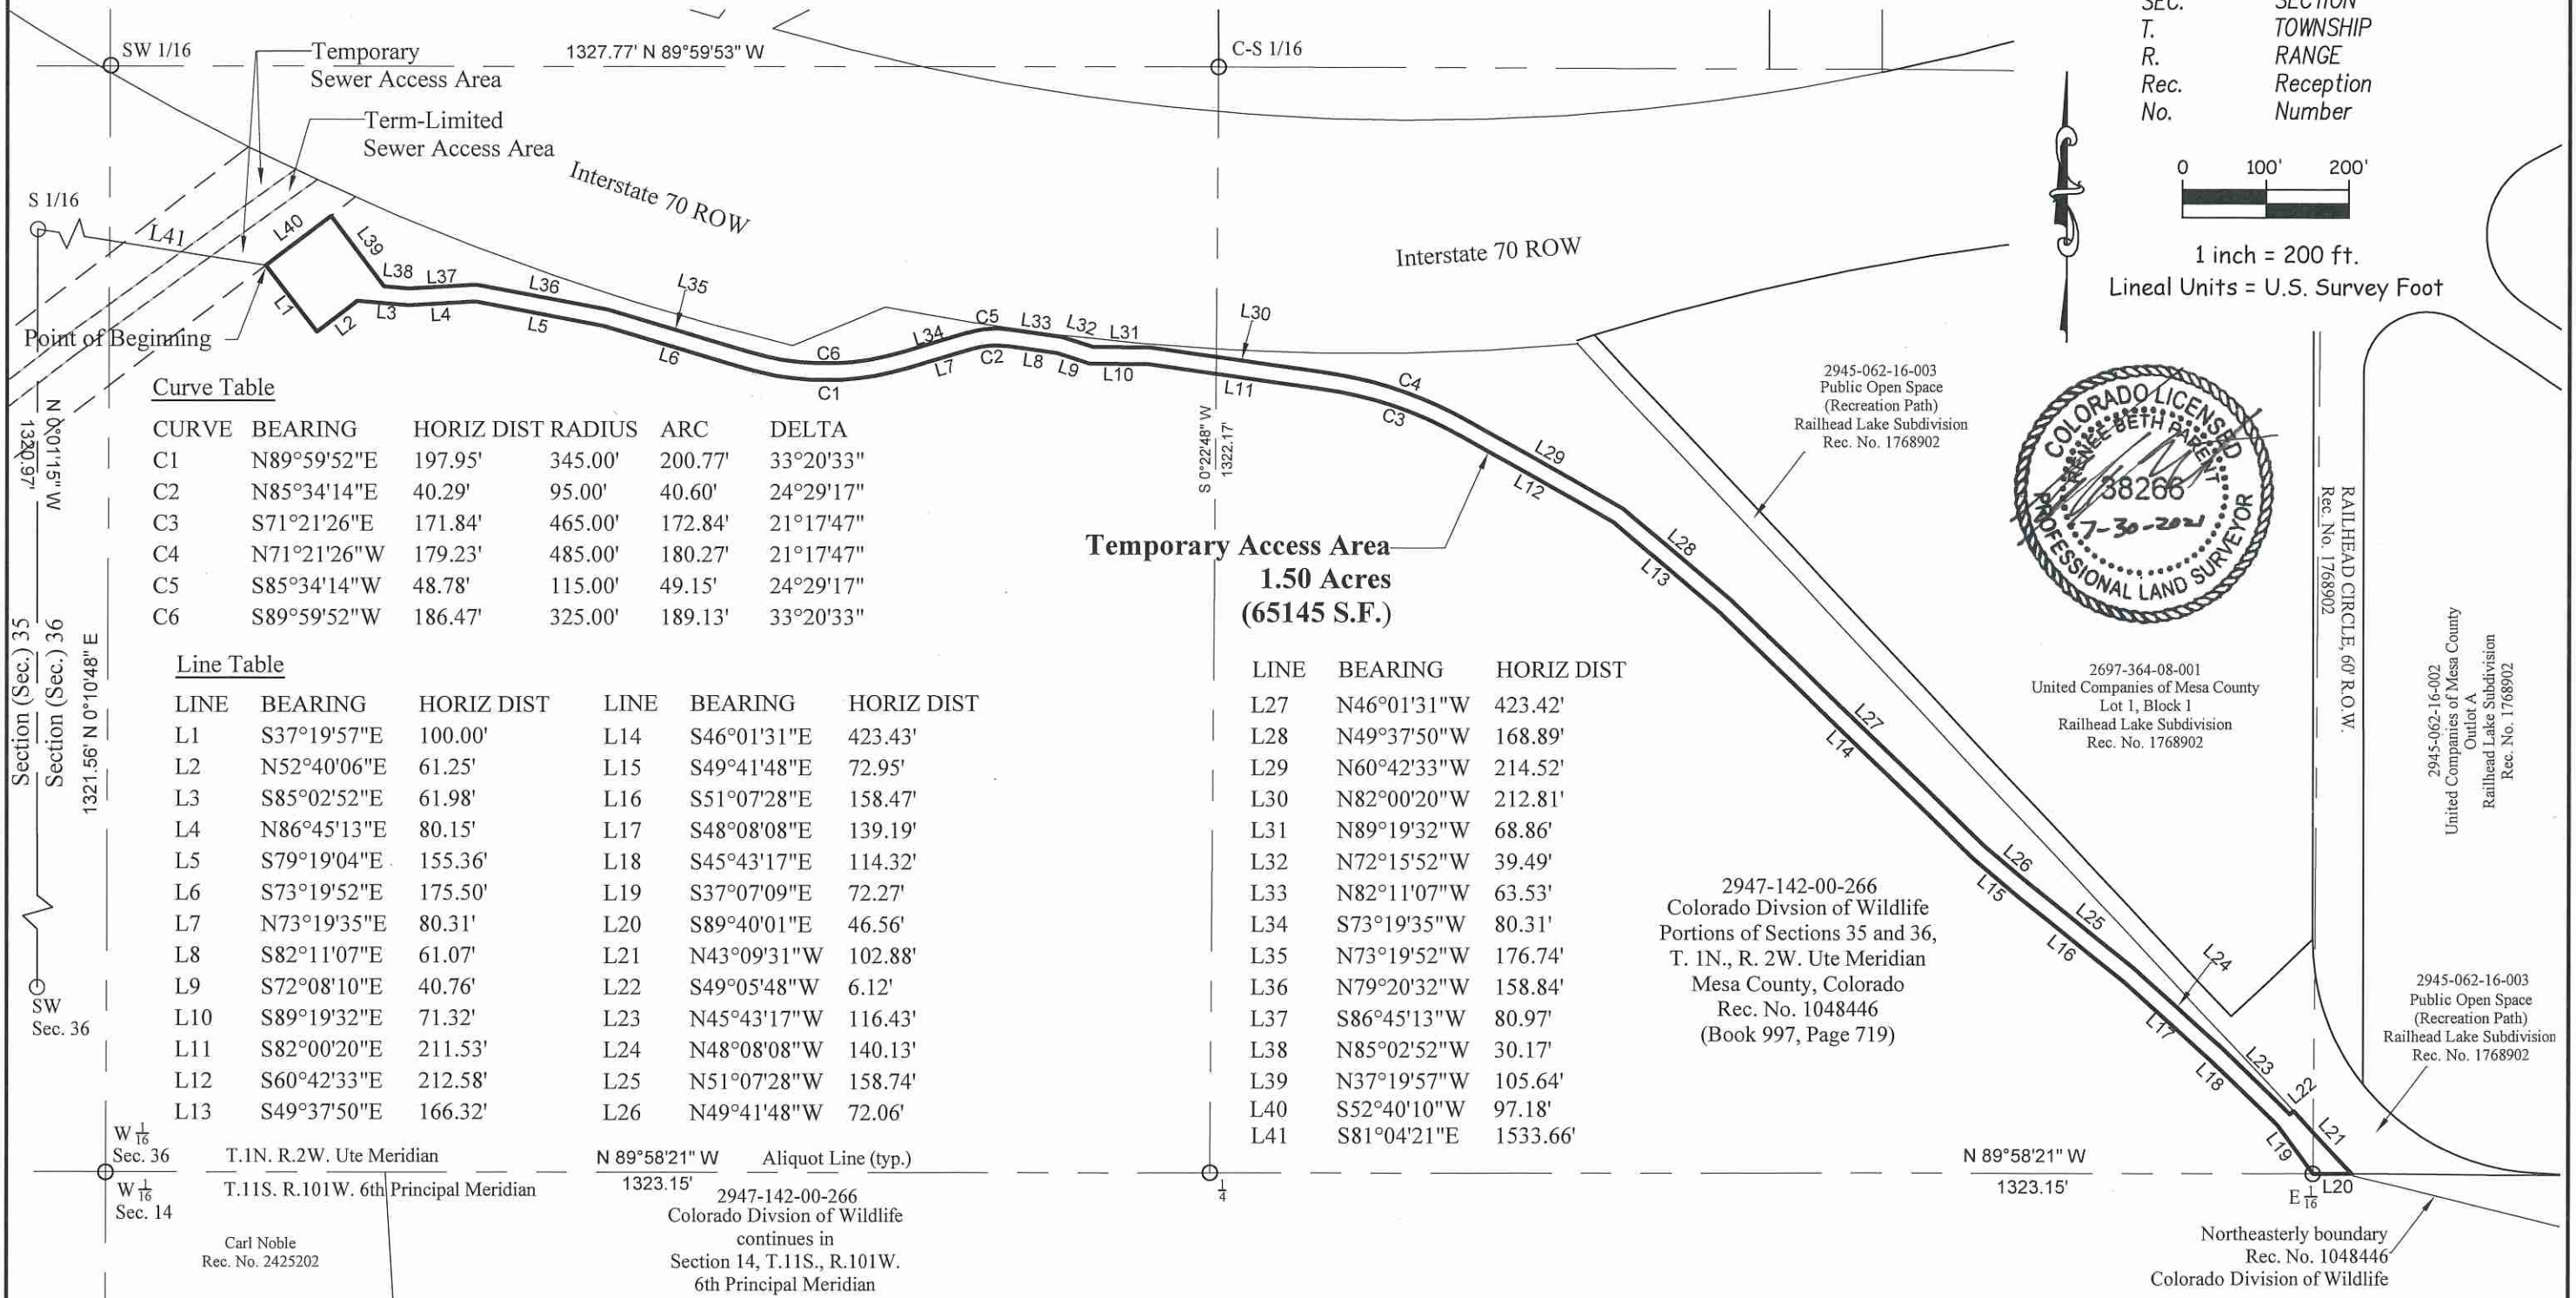 SEC. SECTION
T. TOWNSHIP
R. RANGE
Rec. Reception
No. Number
0 100' 200'
1 inch = 200 ft.
Lineal Units = U.S. Survey Foot
SW 1/16
Temporary
Sewer Access Area
1327.77' N 89°59'53" W
C-S 1/16
Term-Limited
Sewer Access Area
Interstate 70 ROW
Interstate 70 ROW
S 1/16
L41
L40
L39
L38
L37
L36
L35
L1
L2
L3
L4
L5
L6
Point of Beginning
C6
C1
L34
L7
C5
C2
L33
L8
L32
L9
L31
L10
L30
L11
C4
C3
L29
L12
L28
L13
L27
L14
L26
L15
L25
L16
L24
L17
L23
L18
L22
L21
L19
L20
N 0°01'15" W
1320.97'
Section (Sec.) 35
Section (Sec.) 36
1321.56' N 0°10'48" E
S 0°22'48" W
1322.17'
Curve Table
CURVE BEARING HORIZ DIST RADIUS ARC DELTA
C1 N89°59'52"E 197.95' 345.00' 200.77' 33°20'33"
C2 N85°34'14"E 40.29' 95.00' 40.60' 24°29'17"
C3 S71°21'26"E 171.84' 465.00' 172.84' 21°17'47"
C4 N71°21'26"W 179.23' 485.00' 180.27' 21°17'47"
C5 S85°34'14"W 48.78' 115.00' 49.15' 24°29'17"
C6 S89°59'52"W 186.47' 325.00' 189.13' 33°20'33"
Temporary Access Area
1.50 Acres
(65145 S.F.)
Line Table
LINE BEARING HORIZ DIST LINE BEARING HORIZ DIST
L1 S37°19'57"E 100.00' L14 S46°01'31"E 423.43'
L2 N52°40'06"E 61.25' L15 S49°41'48"E 72.95'
L3 S85°02'52"E 61.98' L16 S51°07'28"E 158.47'
L4 N86°45'13"E 80.15' L17 S48°08'08"E 139.19'
L5 S79°19'04"E 155.36' L18 S45°43'17"E 114.32'
L6 S73°19'52"E 175.50' L19 S37°07'09"E 72.27'
L7 N73°19'35"E 80.31' L20 S89°40'01"E 46.56'
L8 S82°11'07"E 61.07' L21 N43°09'31"W 102.88'
L9 S72°08'10"E 40.76' L22 S49°05'48"W 6.12'
L10 S89°19'32"E 71.32' L23 N45°43'17"W 116.43'
L11 S82°00'20"E 211.53' L24 N48°08'08"W 140.13'
L12 S60°42'33"E 212.58' L25 N51°07'28"W 158.74'
L13 S49°37'50"E 166.32' L26 N49°41'48"W 72.06'
LINE BEARING HORIZ DIST
L27 N46°01'31"W 423.42'
L28 N49°37'50"W 168.89'
L29 N60°42'33"W 214.52'
L30 N82°00'20"W 212.81'
L31 N89°19'32"W 68.86'
L32 N72°15'52"W 39.49'
L33 N82°11'07"W 63.53'
L34 S73°19'35"W 80.31'
L35 N73°19'52"W 176.74'
L36 N79°20'32"W 158.84'
L37 S86°45'13"W 80.97'
L38 N85°02'52"W 30.17'
L39 N37°19'57"W 105.64'
L40 S52°40'10"W 97.18'
L41 S81°04'21"E 1533.66'
2945-062-16-003
Public Open Space
(Recreation Path)
Railhead Lake Subdivision
Rec. No. 1768902
COLORADO LICENSED
RENEE BETH PARENT
38266
7-30-2021
PROFESSIONAL LAND SURVEYOR
RAILHEAD CIRCLE, 60' R.O.W.
Rec. No. 1768902
2697-364-08-001
United Companies of Mesa County
Lot 1, Block 1
Railhead Lake Subdivision
Rec. No. 1768902
2945-062-16-002
United Companies of Mesa County
Outlot A
Railhead Lake Subdivision
Rec. No. 1768902
2947-142-00-266
Colorado Divsion of Wildlife
Portions of Sections 35 and 36,
T. 1N., R. 2W. Ute Meridian
Mesa County, Colorado
Rec. No. 1048446
(Book 997, Page 719)
2945-062-16-003
Public Open Space
(Recreation Path)
Railhead Lake Subdivision
Rec. No. 1768902
SW
Sec. 36
W 1/16
Sec. 36
W 1/16
Sec. 14
T.1N. R.2W. Ute Meridian
T.11S. R.101W. 6th Principal Meridian
N 89°58'21" W
1323.15'
Aliquot Line (typ.)
2947-142-00-266
Colorado Divsion of Wildlife
continues in
Section 14, T.11S., R.101W.
6th Principal Meridian
Carl Noble
Rec. No. 2425202
1/4
N 89°58'21" W
1323.15'
E 1/16
Northeasterly boundary
Rec. No. 1048446
Colorado Division of Wildlife